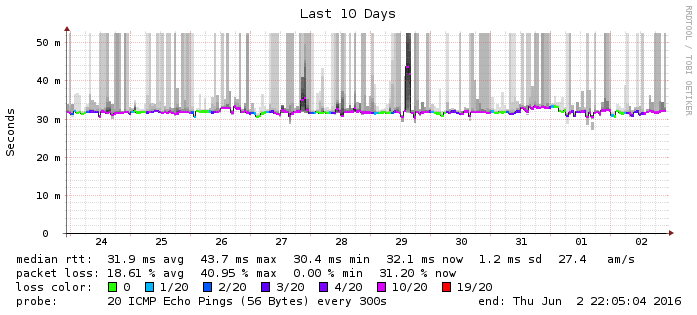 Last 10 Days
RRDTOOL / TOBI OETIKER
Seconds
50 m
40 m
30 m
20 m
10 m
0
24 25 26 27 28 29 30 31 01 02
median rtt: 31.9 ms avg 43.7 ms max 30.4 ms min 32.1 ms now 1.2 ms sd 27.4 am/s
packet loss: 18.61 % avg 40.95 % max 0.00 % min 31.20 % now
loss color: 0 1/20 2/20 3/20 4/20 10/20 19/20
probe: 20 ICMP Echo Pings (56 Bytes) every 300s end: Thu Jun 2 22:05:04 2016